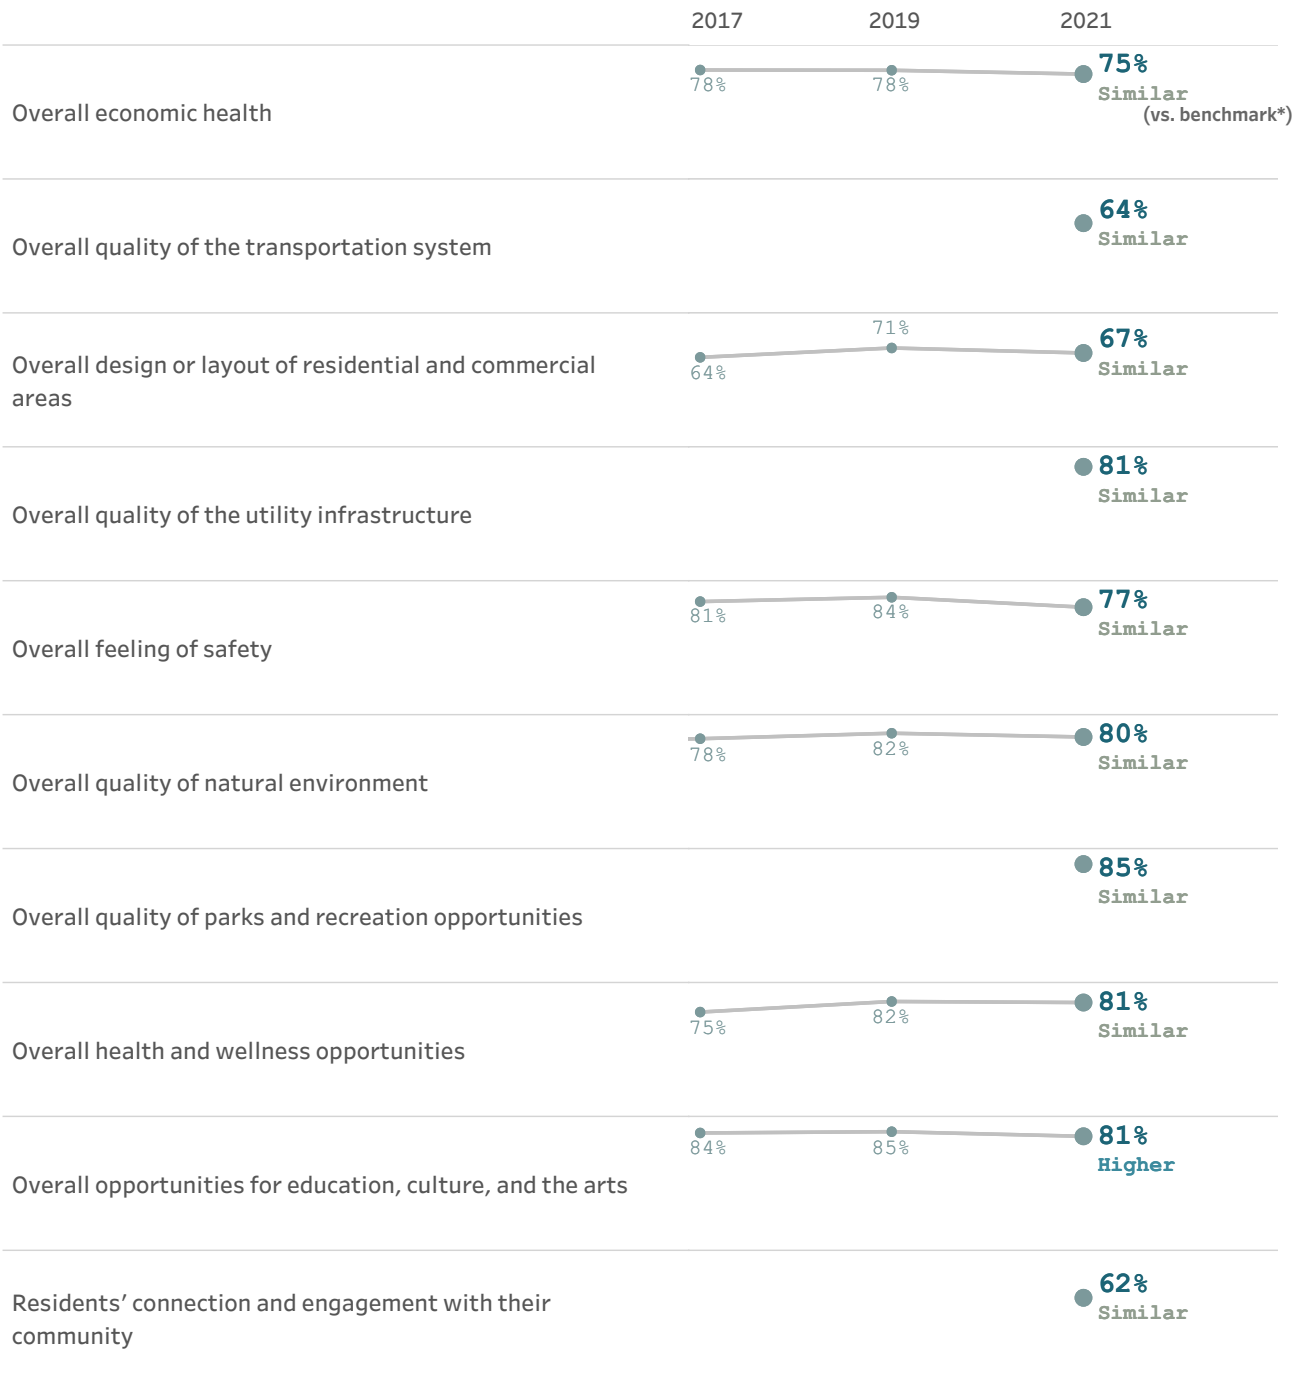 2017 2019 2021
Overall economic health
78% 78% 75%
Similar
(vs. benchmark*)
Overall quality of the transportation system
64%
Similar
Overall design or layout of residential and commercial
areas
64% 71% 67%
Similar
Overall quality of the utility infrastructure
81%
Similar
Overall feeling of safety
81% 84% 77%
Similar
Overall quality of natural environment
78% 82% 80%
Similar
Overall quality of parks and recreation opportunities
85%
Similar
Overall health and wellness opportunities
75% 82% 81%
Similar
Overall opportunities for education, culture, and the arts
84% 85% 81%
Higher
Residents’ connection and engagement with their
community
62%
Similar